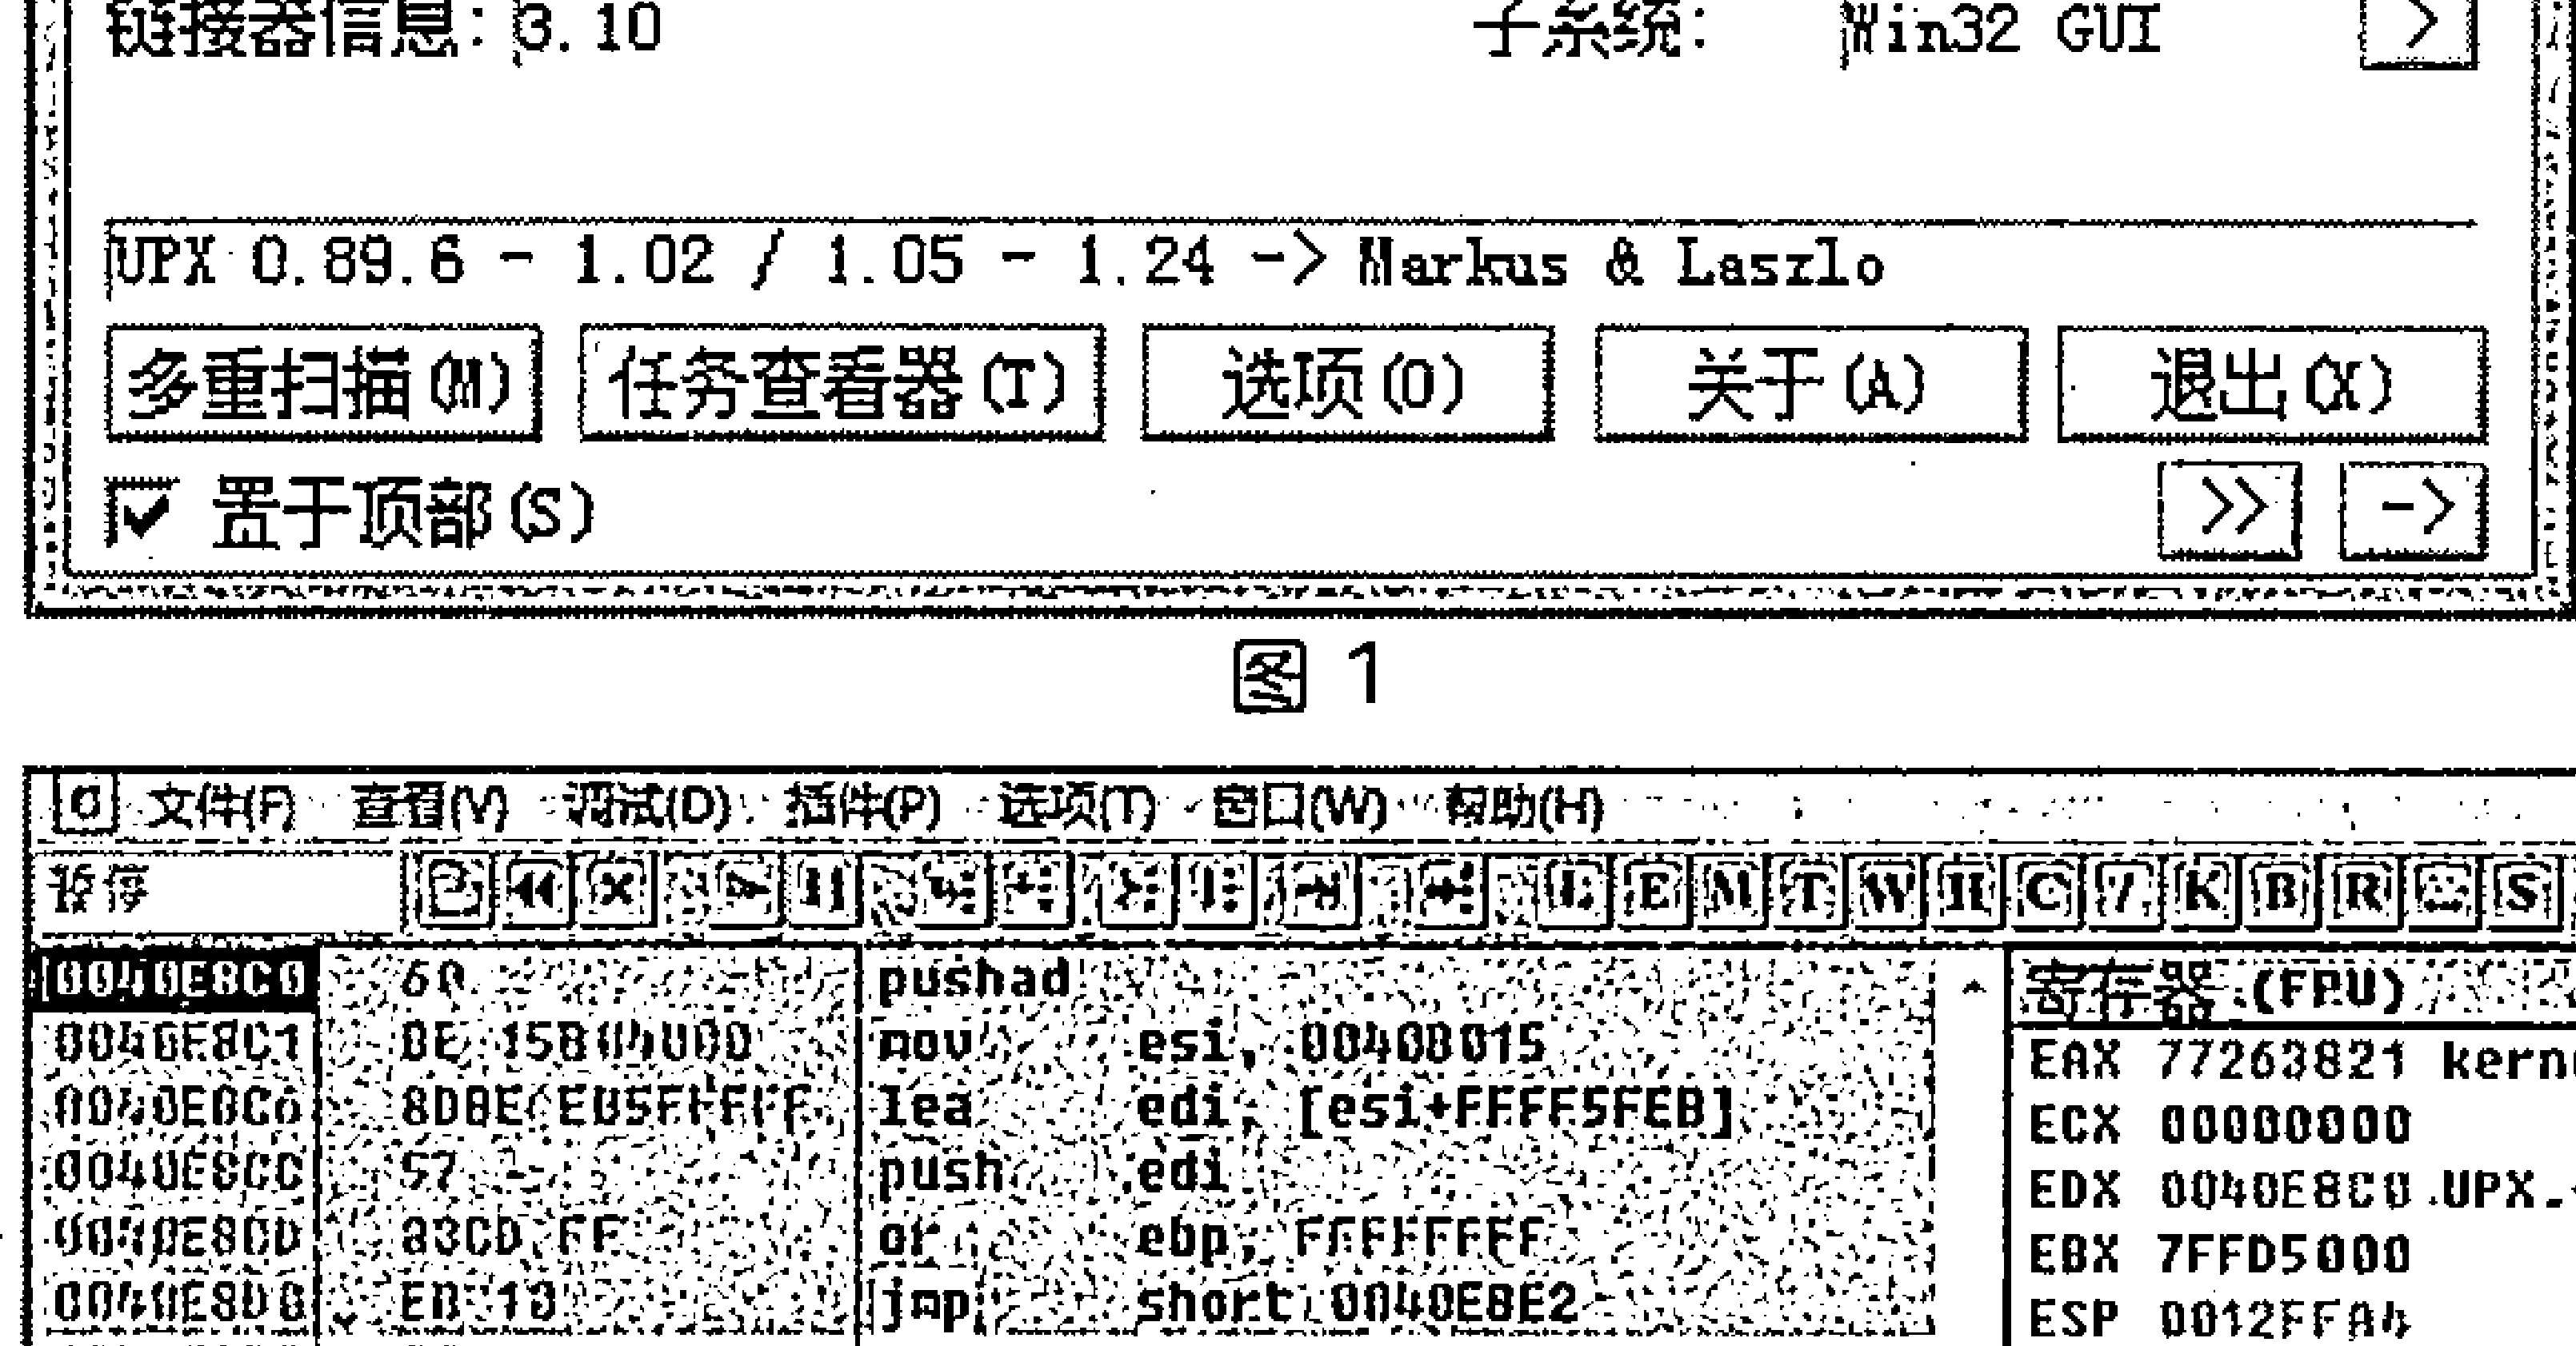 链接器信息: 3.10 子系统: Win32 GUI >
UPX 0.89.6 - 1.02 / 1.05 - 1.24 -> Markus & Laszlo
多重扫描(M) 任务查看器(T) 选项(O) 关于(A) 退出(X)
置于顶部(S) >> ->
图 1
文件(F) 查看(V) 调试(D) 插件(P) 选项(T) 窗口(W) 帮助(H)
暂停 L E M T W H C / K B R S
0040E8C0 60 pushad 寄存器 (FPU)
0040E8C1 BE 15B04000 mov esi, 0040B015
EAX 77263821
0040E8C6 8DBE EB5FFFFF lea edi, [esi+FFFF5FEB]
ECX 00000000
0040E8CC 57 push edi
EDX 0040E8C0 UPX.
0040E8CD 83CD FF or ebp, FFFFFFFF
EBX 7FFD5000
0040E8D0 EB 10 jmp short 0040E8E2
ESP 0012FFA4